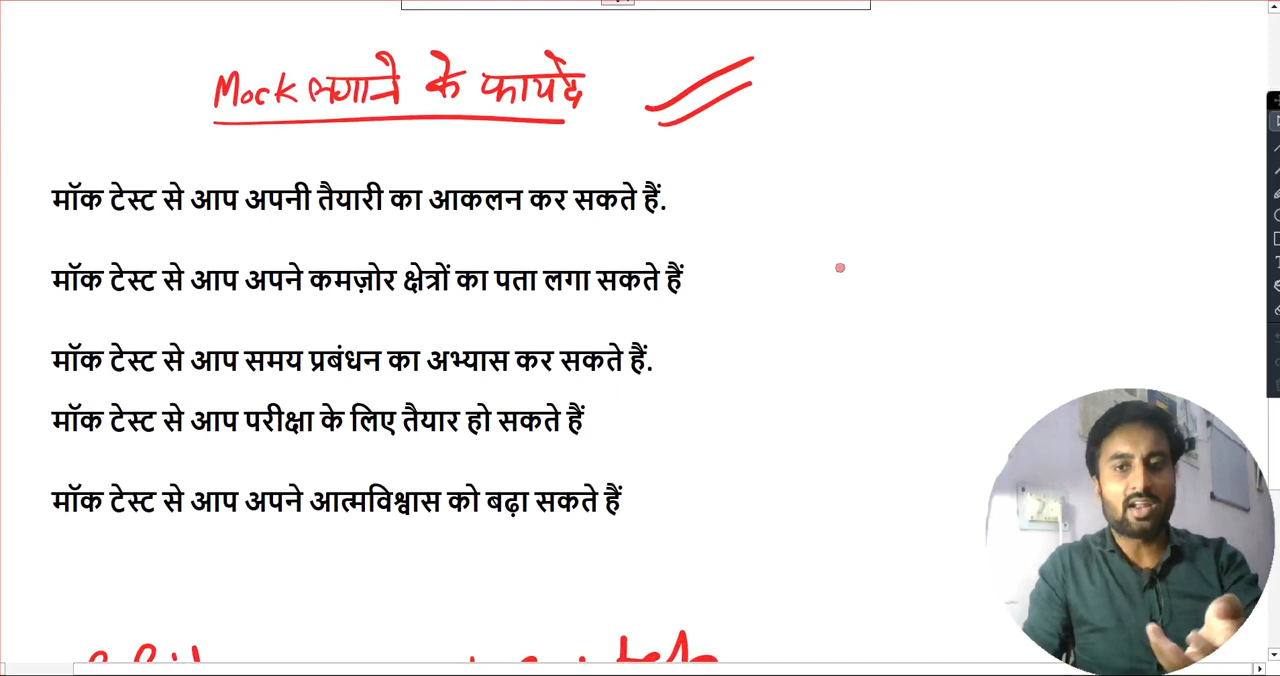 Mock लगाने के फायदे
मॉक टेस्ट से आप अपनी तैयारी का आकलन कर सकते हैं.
मॉक टेस्ट से आप अपने कमज़ोर क्षेत्रों का पता लगा सकते हैं
मॉक टेस्ट से आप समय प्रबंधन का अभ्यास कर सकते हैं.
मॉक टेस्ट से आप परीक्षा के लिए तैयार हो सकते हैं
मॉक टेस्ट से आप अपने आत्मविश्वास को बढ़ा सकते हैं